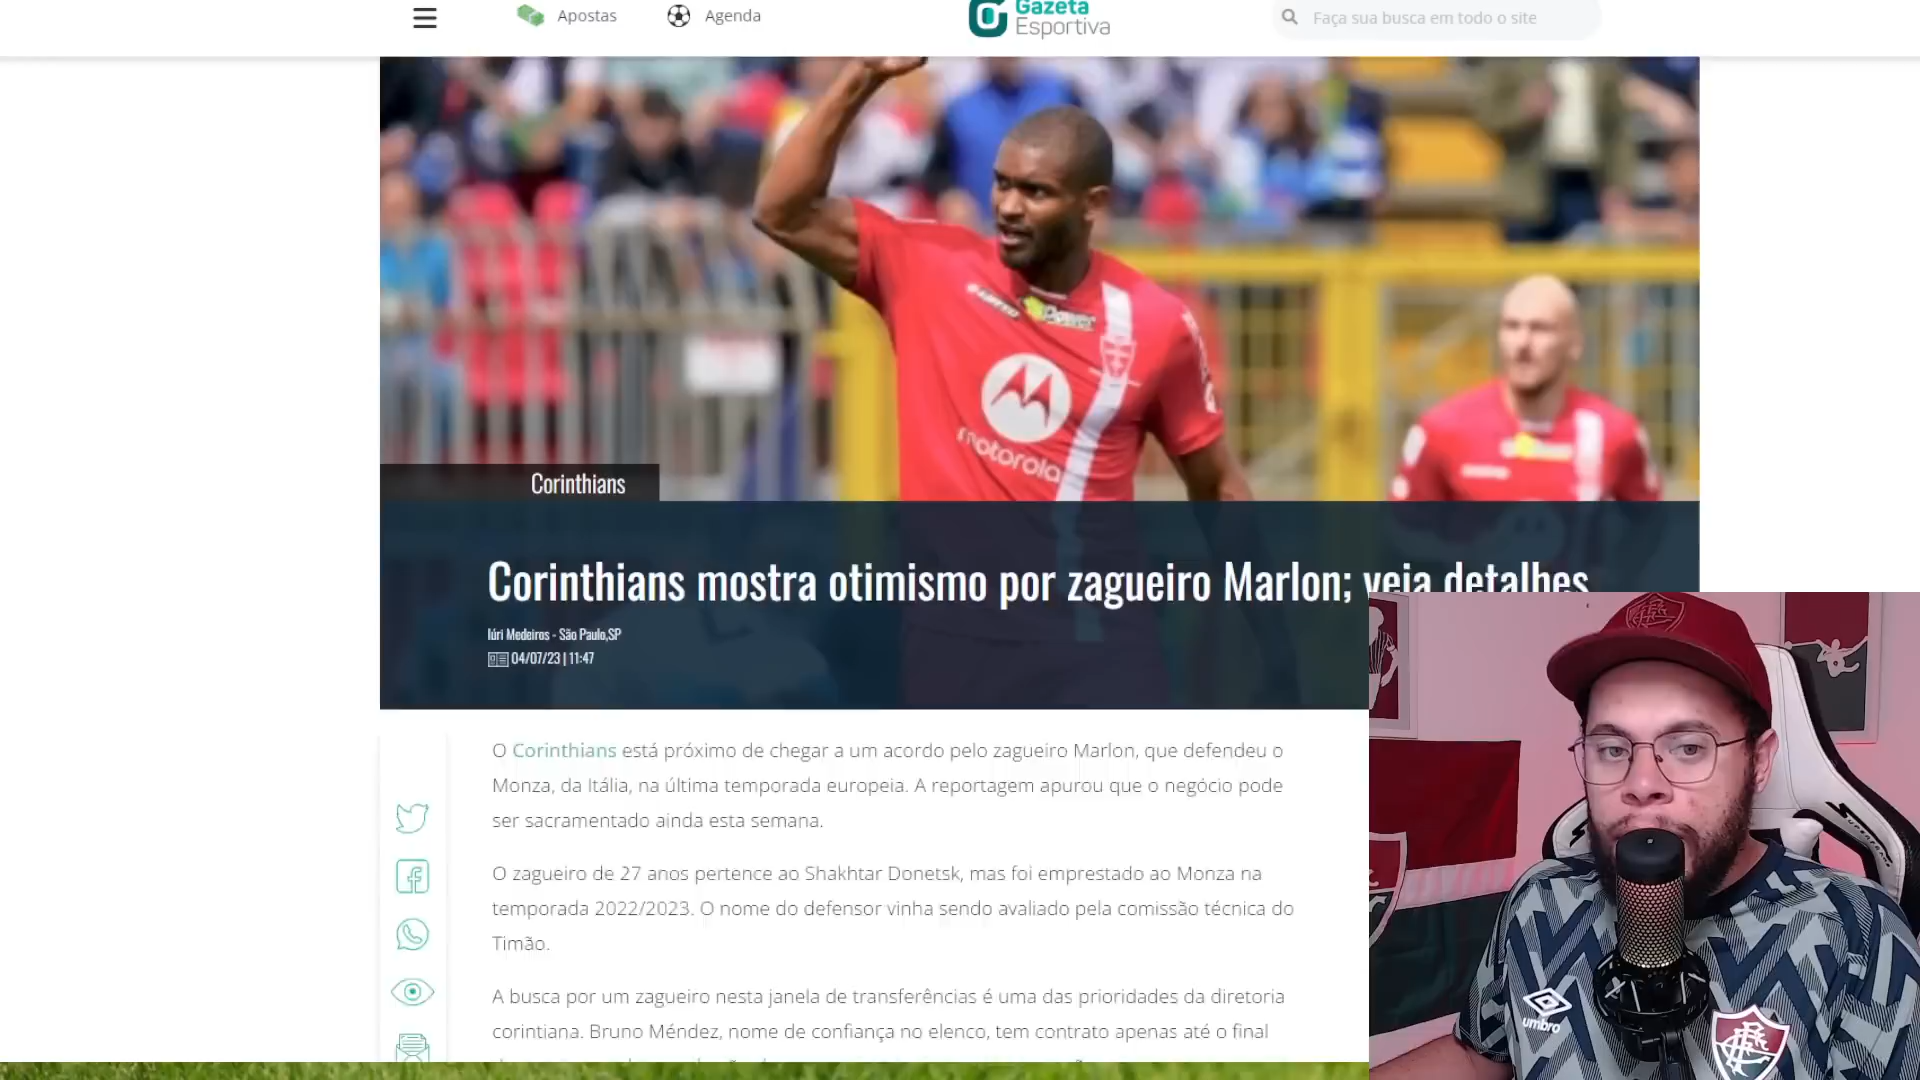 Apostas
Agenda
Gazeta
Esportiva
Faça sua busca em todo o site
Power
motorola
Corinthians
Corinthians mostra otimismo por zagueiro Marlon; veja detalhes
Iúri Medeiros - São Paulo,SP
04/07/23 | 11:47
O Corinthians está próximo de chegar a um acordo pelo zagueiro Marlon, que defendeu o
Monza, da Itália, na última temporada europeia. A reportagem apurou que o negócio pode
ser sacramentado ainda esta semana.
O zagueiro de 27 anos pertence ao Shakhtar Donetsk, mas foi emprestado ao Monza na
temporada 2022/2023. O nome do defensor vinha sendo avaliado pela comissão técnica do
Timão.
A busca por um zagueiro nesta janela de transferências é uma das prioridades da diretoria
corintiana. Bruno Méndez, nome de confiança no elenco, tem contrato apenas até o final
umbro